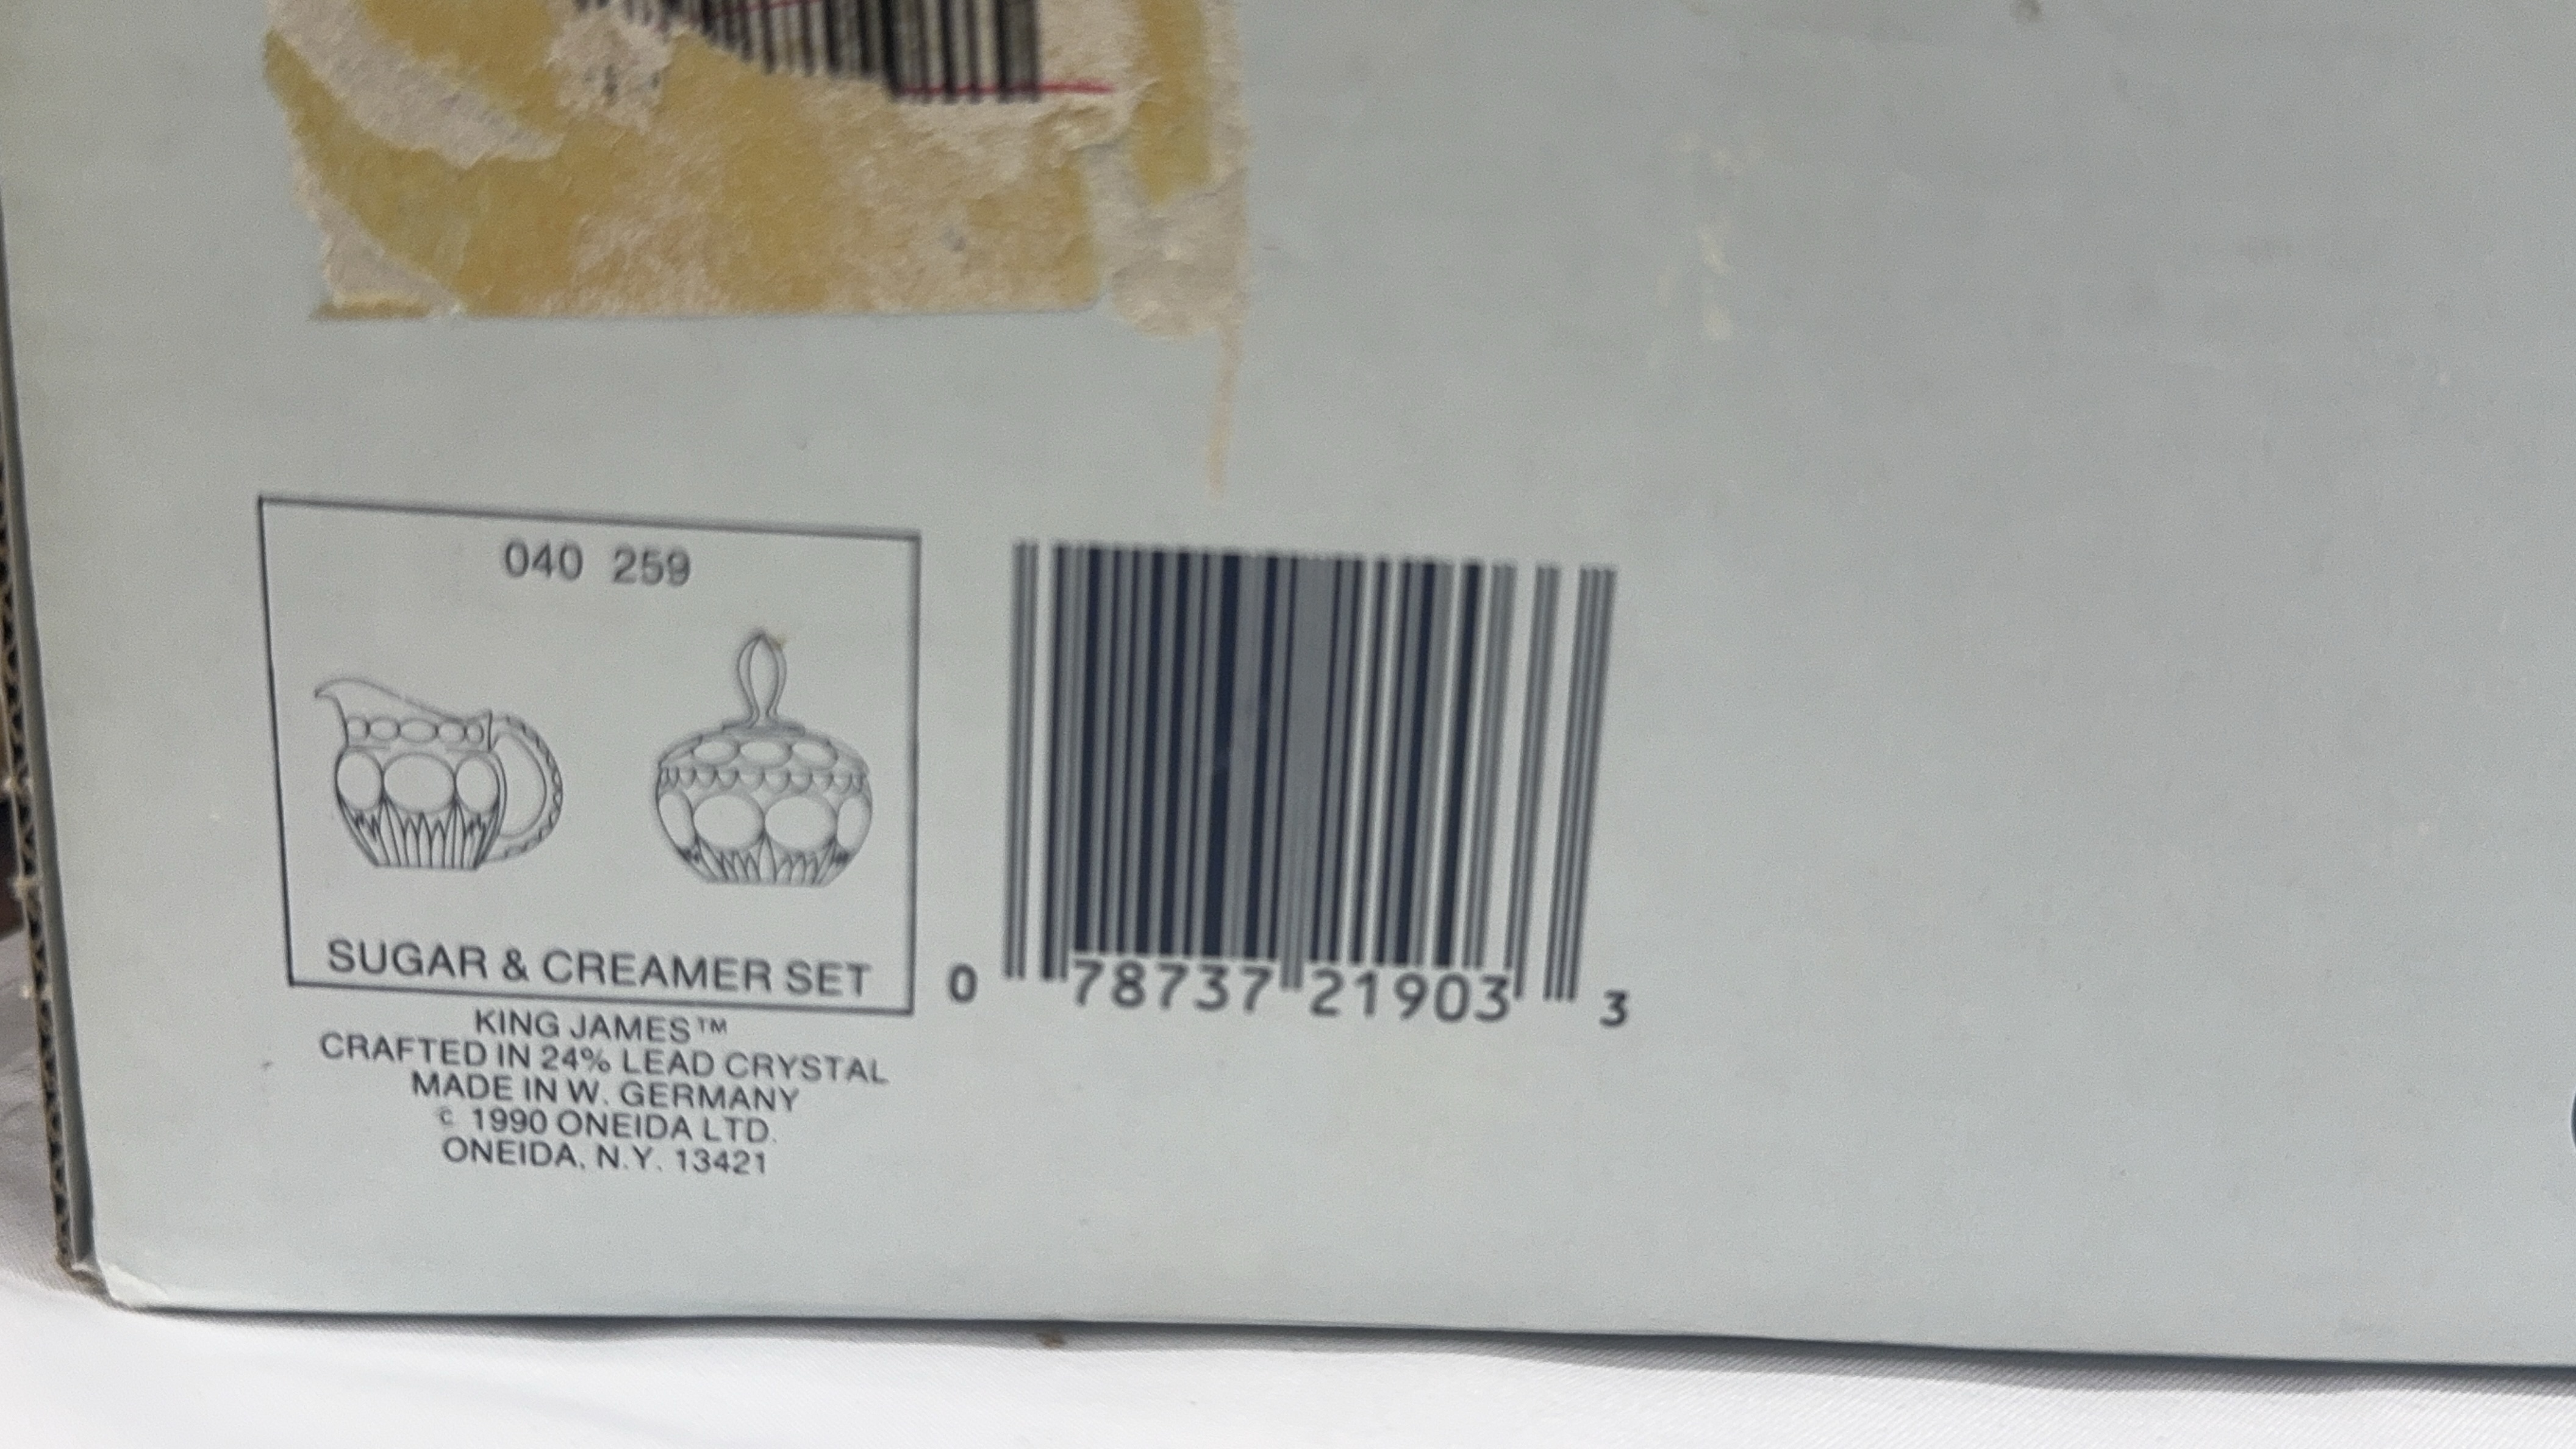 040 259
SUGAR & CREAMER SET
KING JAMES™
CRAFTED IN 24% LEAD CRYSTAL
MADE IN W. GERMANY
© 1990 ONEIDA LTD.
ONEIDA, N.Y. 13421
0 78737 21903 3